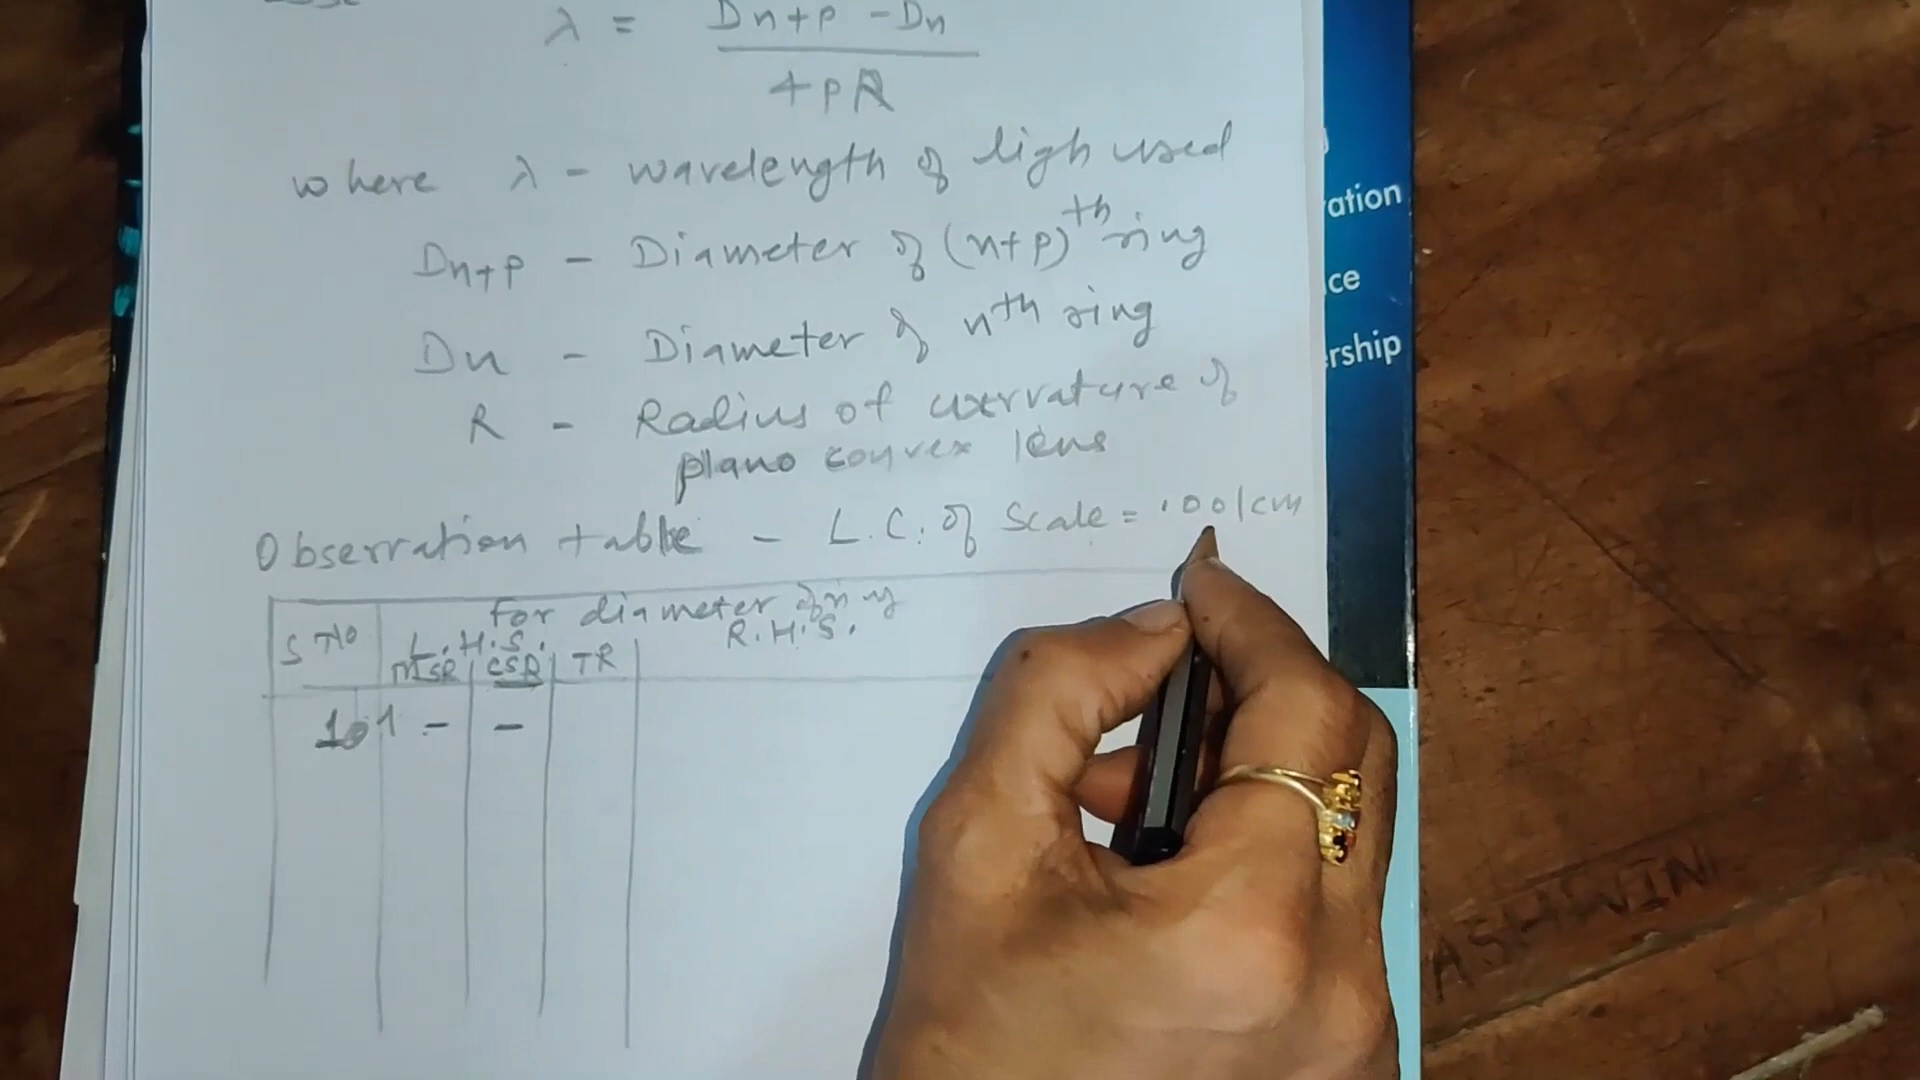 λ = Dn+p - Dn
4pR
where λ - wavelength of ligh used
Dn+p - Diameter of (n+p)th ring
Dn - Diameter of nth ring
R - Radius of curvature of
plano convex lens
Observation table - L.C. of Scale = .001cm
S No
for diameter of ring
L.H.S. R.H.S.
MSR CSR TR
101 - -
ation
ce
rship
ASHWIN